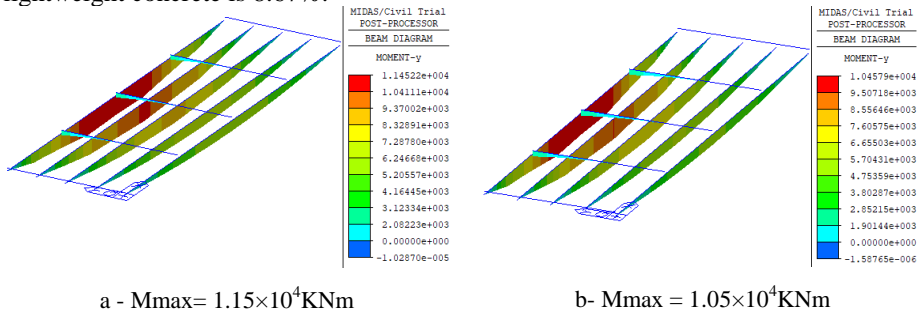 lightweight concrete is 8.67%.
MIDAS/Civil Trial
POST-PROCESSOR
BEAM DIAGRAM
MOMENT-y
1.14522e+004
1.04111e+004
9.37002e+003
8.32891e+003
7.28780e+003
6.24668e+003
5.20557e+003
4.16445e+003
3.12334e+003
2.08223e+003
0.00000e+000
-1.02870e-005
MIDAS/Civil Trial
POST-PROCESSOR
BEAM DIAGRAM
MOMENT-y
1.04579e+004
9.50718e+003
8.55646e+003
7.60575e+003
6.65503e+003
5.70431e+003
4.75359e+003
3.80287e+003
2.85215e+003
1.90144e+003
0.00000e+000
-1.58765e-006
a - Mmax= 1.15×10⁴KNm
b- Mmax = 1.05×10⁴KNm